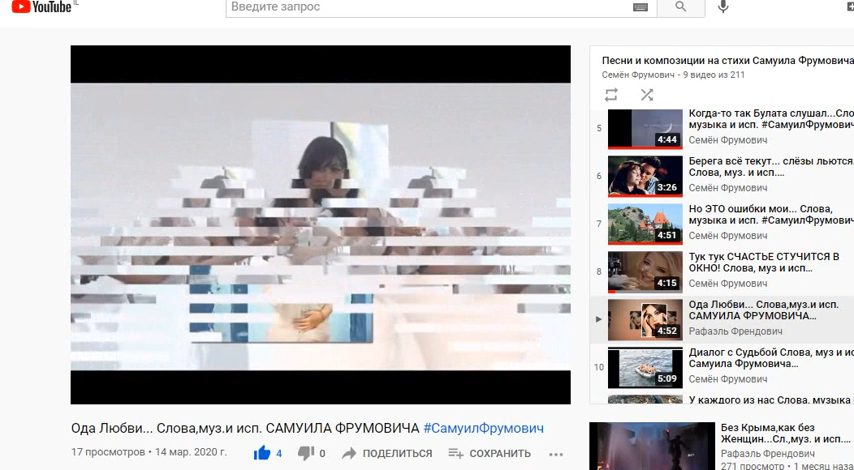 YouTube IL
Введите запрос
Песни и композиции на стихи Самуила Фрумовича
Семён Фрумович - 9 видео из 211
5
Когда-то так Булата слушал...Сло
музыка и исп. #СамуилФрумович
Семён Фрумович
4:44
6
Берега всё текут... слёзы льются
Слова, муз. и исп....
Семён Фрумович
3:26
7
Но ЭТО ошибки мои... Слова,
музыка и исп. #СамуилФрумович
Семён Фрумович
4:51
8
Тук тук СЧАСТЬЕ СТУЧИТСЯ В
ОКНО! Слова, муз и исп...
Семён Фрумович
4:15
Ода Любви... Слова,муз.и исп.
САМУИЛА ФРУМОВИЧА...
Рафаэль Френдович
4:52
10
Диалог с Судьбой Слова, муз и ис
Самуила Фрумовича...
Семён Фрумович
5:09
У каждого из нас Слова, музыка
Ода Любви... Слова,муз.и исп. САМУИЛА ФРУМОВИЧА #СамуилФрумович
17 просмотров • 14 мар. 2020 г.
4
0
ПОДЕЛИТЬСЯ
СОХРАНИТЬ
Без Крыма,как без
Женщин...Сл.,муз. и исп....
Рафаэль Френдович
271 просмотр • 1 месяц наза